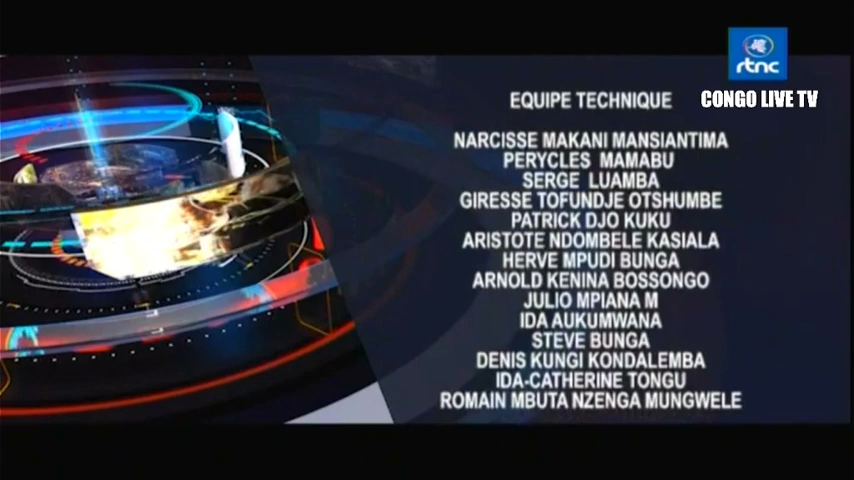 rtnc
CONGO LIVE TV
EQUIPE TECHNIQUE
NARCISSE MAKANI MANSIANTIMA
PERYCLES MAMABU
SERGE LUAMBA
GIRESSE TOFUNDJE OTSHUMBE
PATRICK DJO KUKU
ARISTOTE NDOMBELE KASIALA
HERVE MPUDI BUNGA
ARNOLD KENINA BOSSONGO
JULIO MPIANA M
IDA AUKUMWANA
STEVE BUNGA
DENIS KUNGI KONDALEMBA
IDA-CATHERINE TONGU
ROMAIN MBUTA NZENGA MUNGWELE